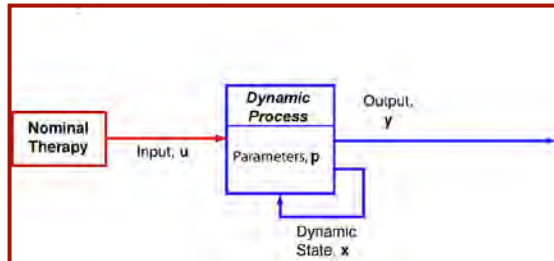 Nominal
Therapy
Input, u
Dynamic
Process
Parameters, p
Output,
y
Dynamic
State, x